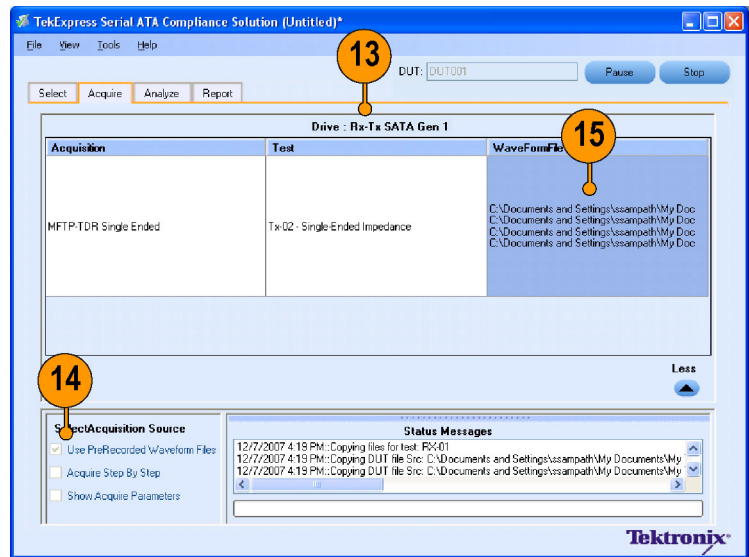 TekExpress Serial ATA Compliance Solution (Untitled)*
File View Tools Help
13
DUT: DUT001 Pause Stop
Select Acquire Analyze Report
Drive : Rx-Tx SATA Gen 1
15
Acquisition Test WaveFormFile
MFTP-TDR Single Ended Tx-02 - Single-Ended Impedance
C:\Documents and Settings\ssampath\My Doc
C:\Documents and Settings\ssampath\My Doc
C:\Documents and Settings\ssampath\My Doc
C:\Documents and Settings\ssampath\My Doc
Less
14
SelectAcquisition Source
Use PreRecorded Waveform Files
Acquire Step By Step
Show Acquire Parameters
Status Messages
12/7/2007 4:19 PM::Copying files for test: RX-01
12/7/2007 4:19 PM::Copying DUT file Src: C:\Documents and Settings\ssampath\My Documents\My
12/7/2007 4:19 PM::Copying DUT file Src: C:\Documents and Settings\ssampath\My Documents\My
Tektronix